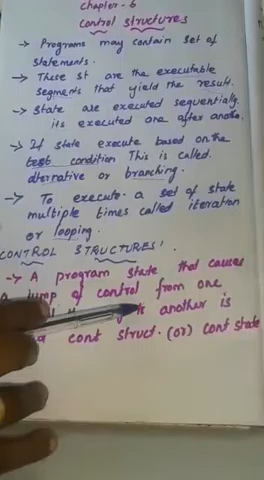 Chapter-6
Control Structures
→ Programs may contain set of
statements.
→ These st are the executable
segments that yield the result.
→ State are executed sequentially.
its executed one after another.
→ If state execute based on the
test condition This is called.
alternative or branching.
→ To execute a set of state
multiple times called iteration
or looping.
CONTROL STRUCTURES:
→ A program state that causes
jump of control from one
another is
cont struct. (or) cont state